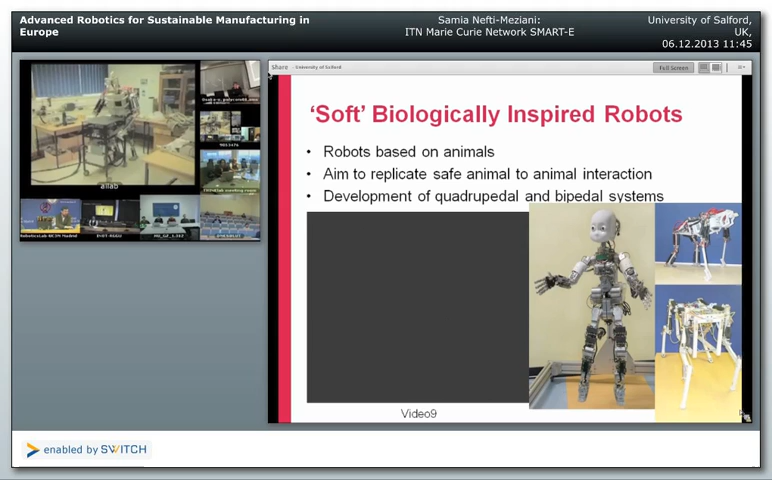 Advanced Robotics for Sustainable Manufacturing in
Europe
Samia Nefti-Meziani:
ITN Marie Curie Network SMART-E
University of Salford,
UK,
06.12.2013 11:45
Share
University of Salford
Full Screen
ailab
‘Soft’ Biologically Inspired Robots
• Robots based on animals
• Aim to replicate safe animal to animal interaction
• Development of quadrupedal and bipedal systems
Video9
enabled by SWITCH